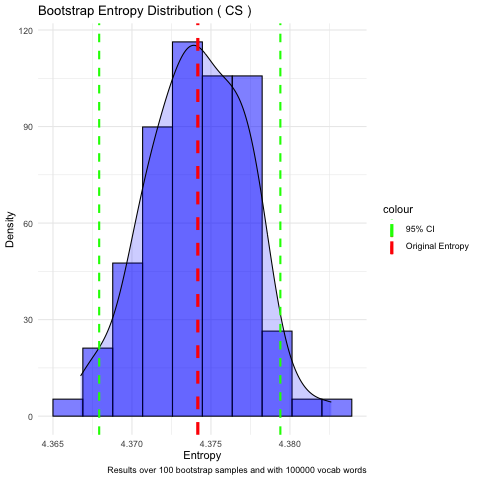 Bootstrap Entropy Distribution ( CS )
120
90
60
30
0
Density
4.365 4.370 4.375 4.380
Entropy
colour
95% CI
Original Entropy
Results over 100 bootstrap samples and with 100000 vocab words